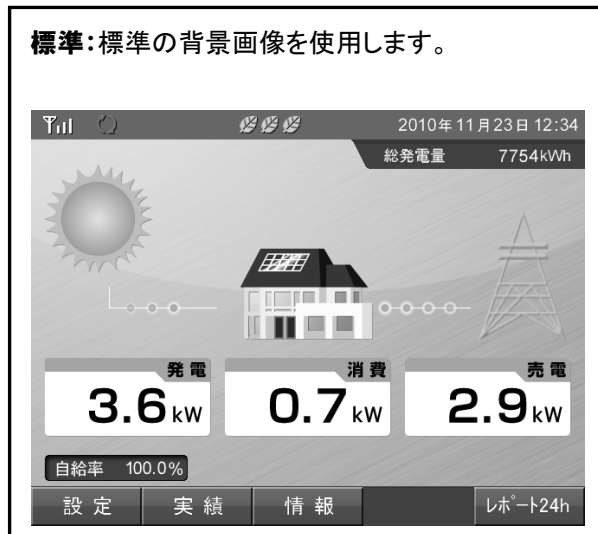 標準:標準の背景画像を使用します。
2010年11月23日 12:34
総発電量 7754kWh
発電 消費 売電
3.6kW 0.7kW 2.9kW
自給率 100.0%
設定 実績 情報 レポート24h